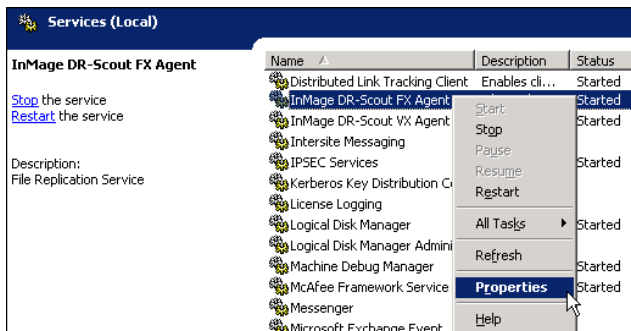 Services (Local)
InMage DR-Scout FX Agent
Stop the service
Restart the service
Description:
File Replication Service
Name Description Status
Distributed Link Tracking Client Enables cli... Started
InMage DR-Scout FX Agent Started
InMage DR-Scout VX Agent Started
Intersite Messaging
IPSEC Services Started
Kerberos Key Distribution C
License Logging
Logical Disk Manager Started
Logical Disk Manager Admini
Machine Debug Manager Started
McAfee Framework Service Started
Messenger
Microsoft Exchange Event
Start
Stop
Pause
Resume
Restart
All Tasks
Refresh
Properties
Help